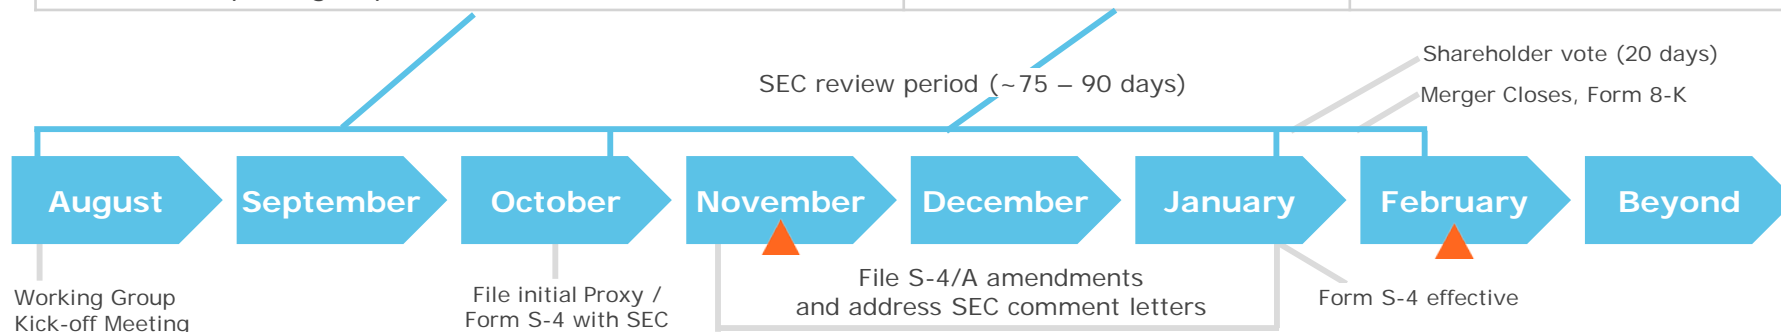 Shareholder vote (20 days)
SEC review period (~75 – 90 days)
Merger Closes, Form 8-K
August
September
October
November
December
January
February
Beyond
Working Group
Kick-off Meeting
File initial Proxy /
Form S-4 with SEC
File S-4/A amendments
and address SEC comment letters
Form S-4 effective